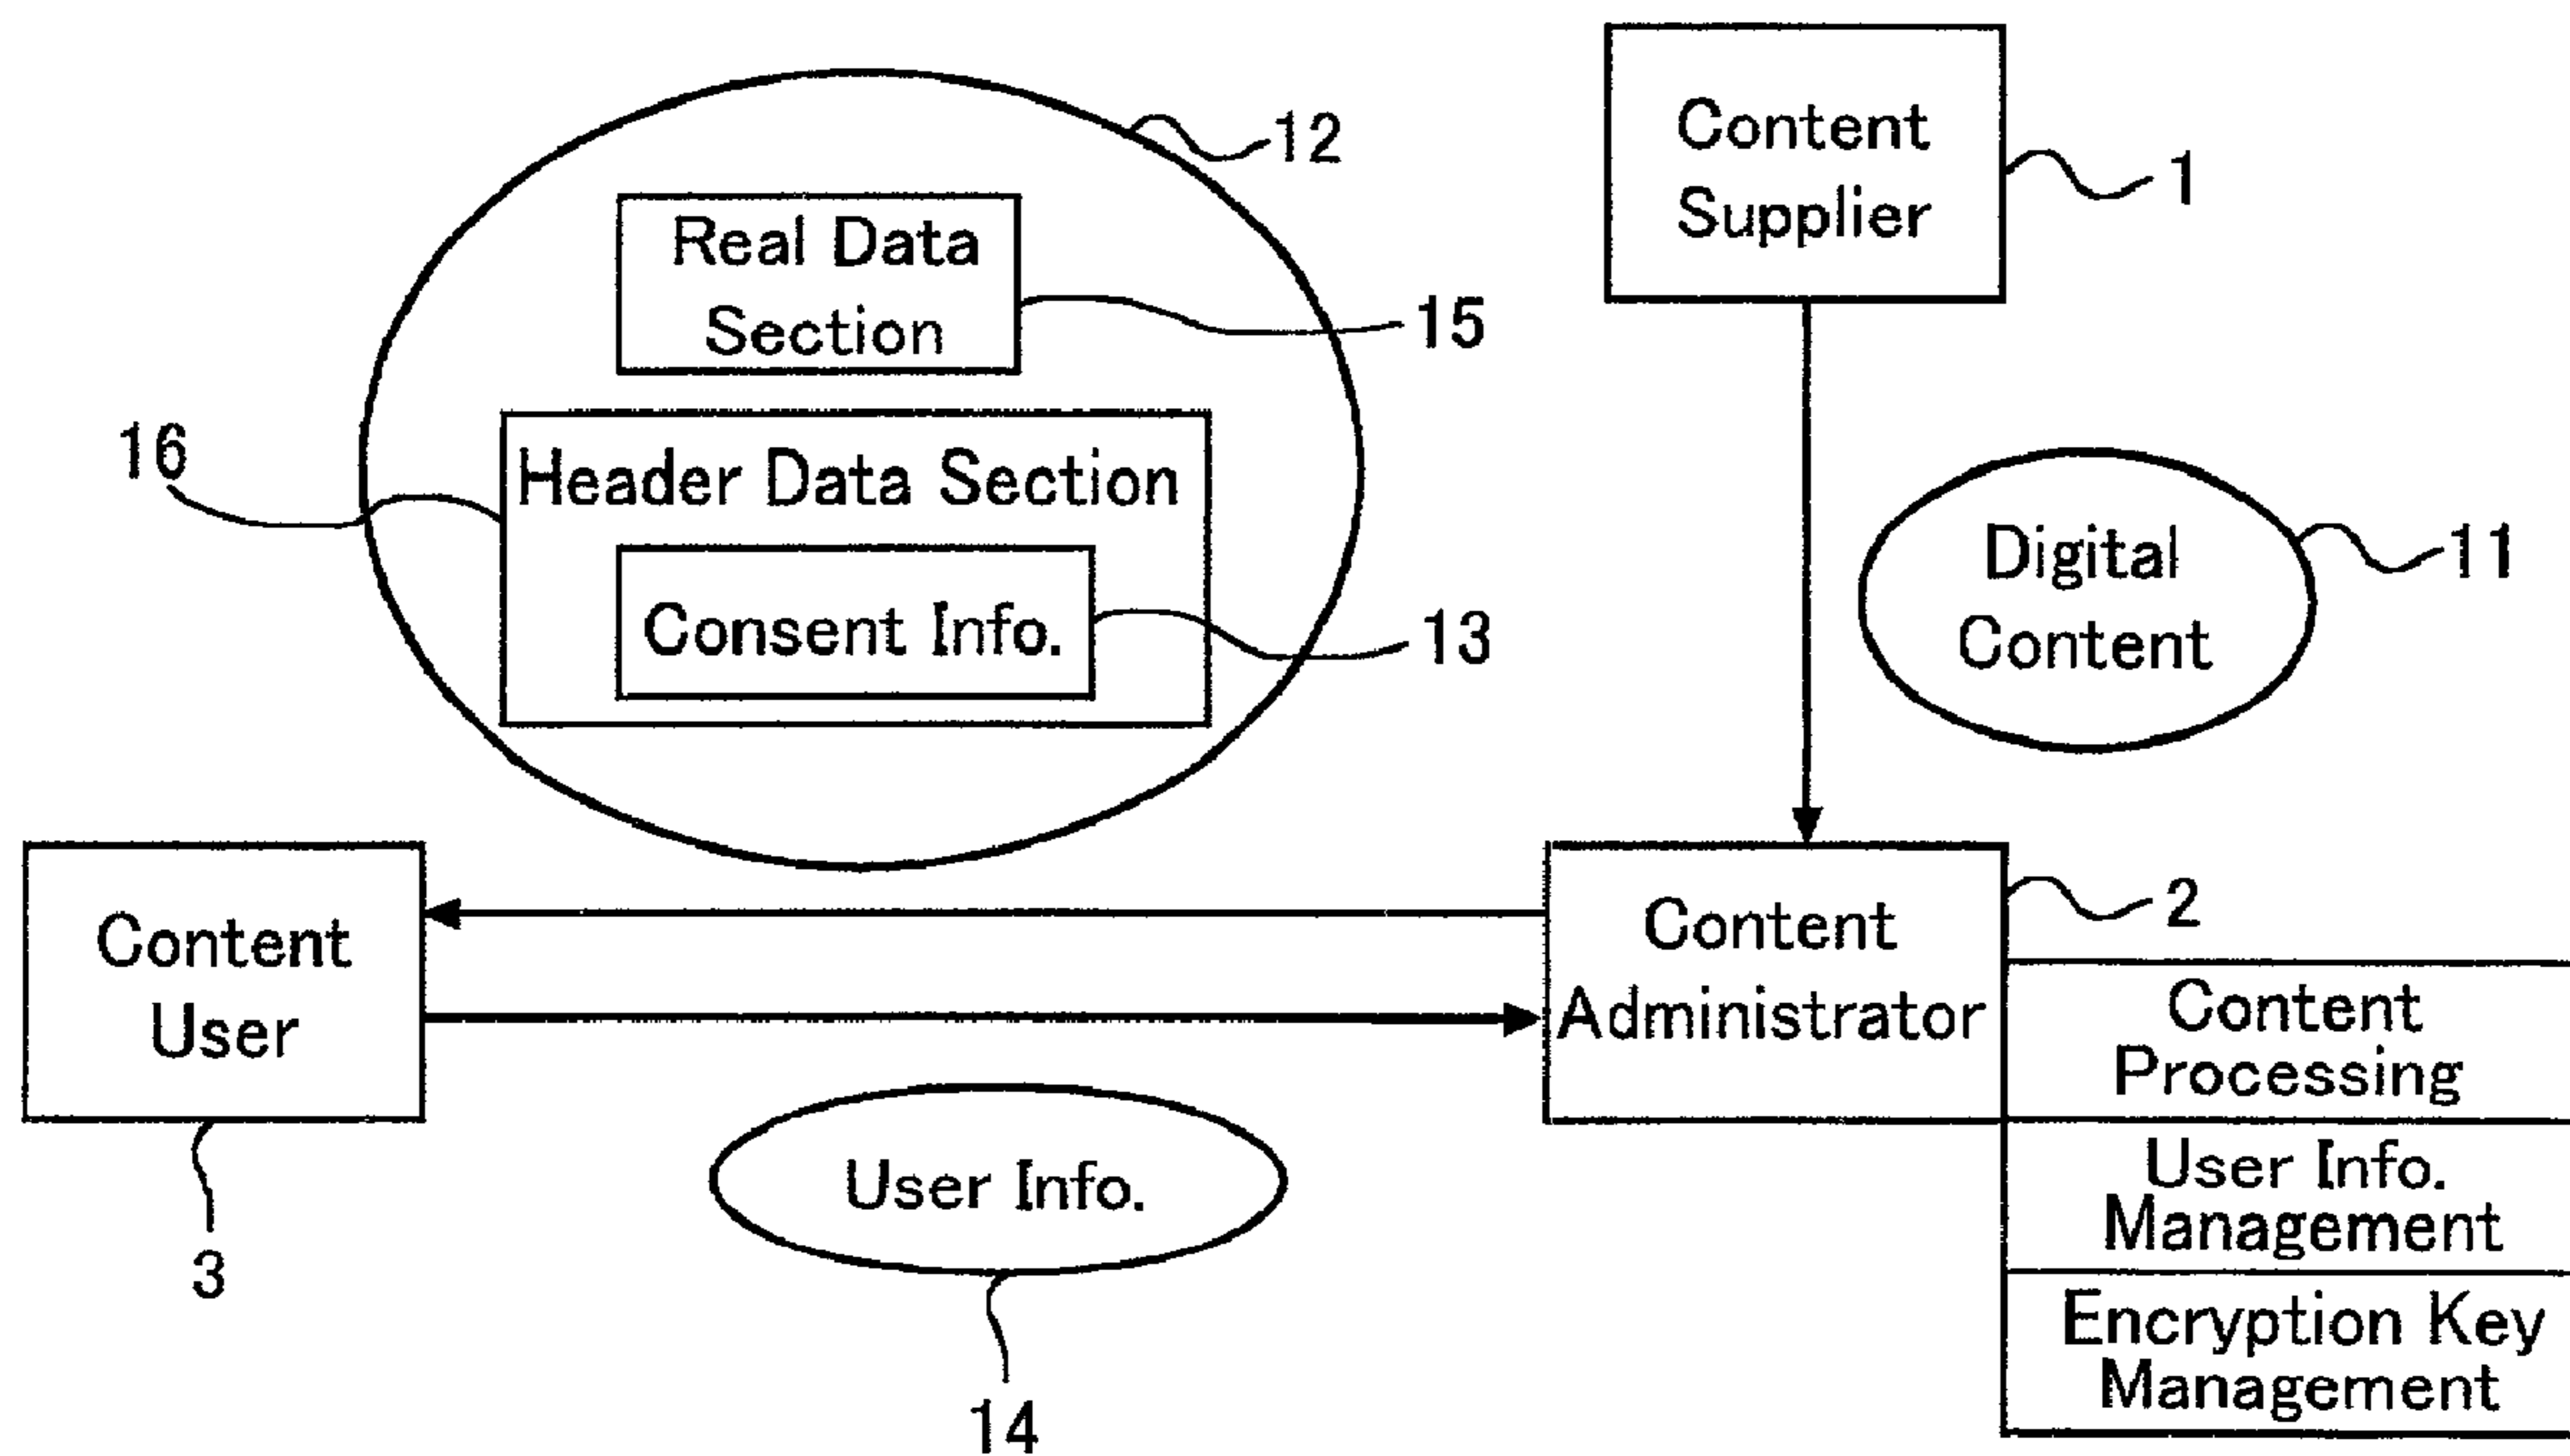 12
Content
Supplier
1
Real Data
Section
15
16
Header Data Section
Consent Info.
13
Digital
Content
11
Content
User
3
Content
Administrator
2
Content
Processing
User Info.
Management
Encryption Key
Management
User Info.
14